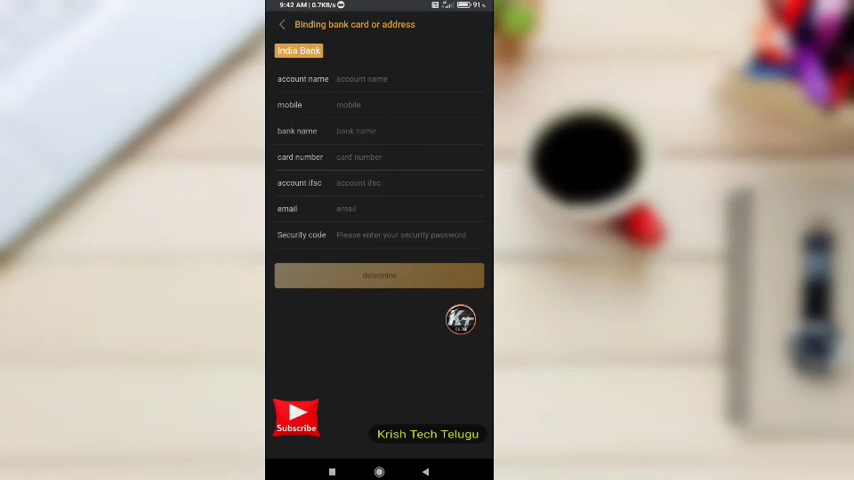 9:42 AM | 0.7KB/s
91
Binding bank card or address
India Bank
account name account name
mobile mobile
bank name bank name
card number card number
account ifsc account ifsc
email email
Security code Please enter your security password
determine
KT
Subscribe
Krish Tech Telugu